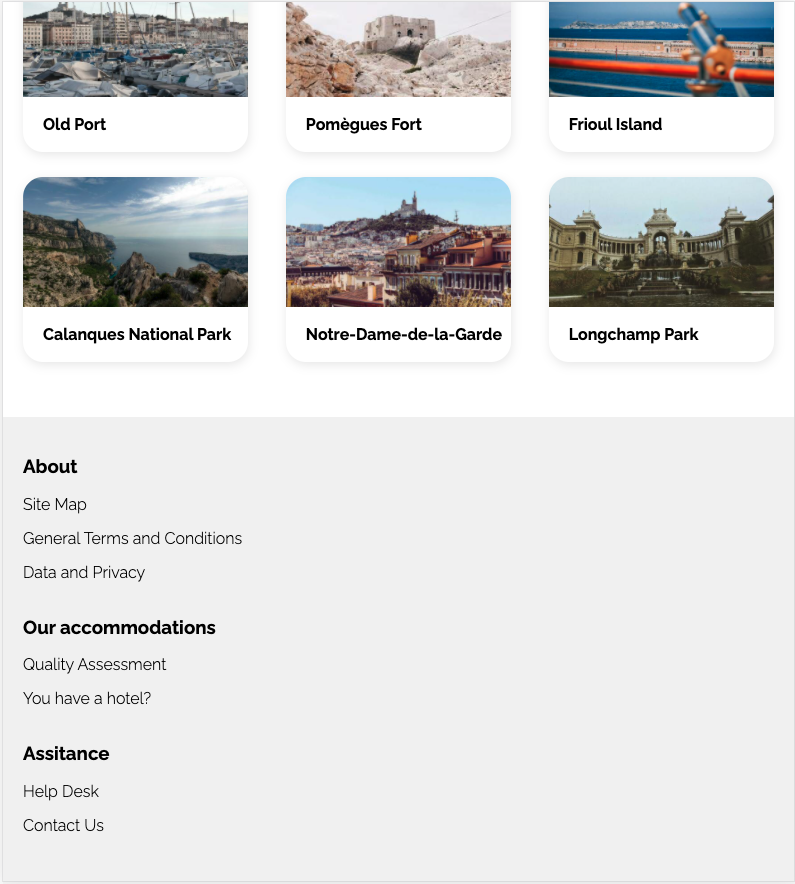 Old Port
Pomègues Fort
Frioul Island
Calanques National Park
Notre-Dame-de-la-Garde
Longchamp Park
About
Site Map
General Terms and Conditions
Data and Privacy
Our accommodations
Quality Assessment
You have a hotel?
Assitance
Help Desk
Contact Us